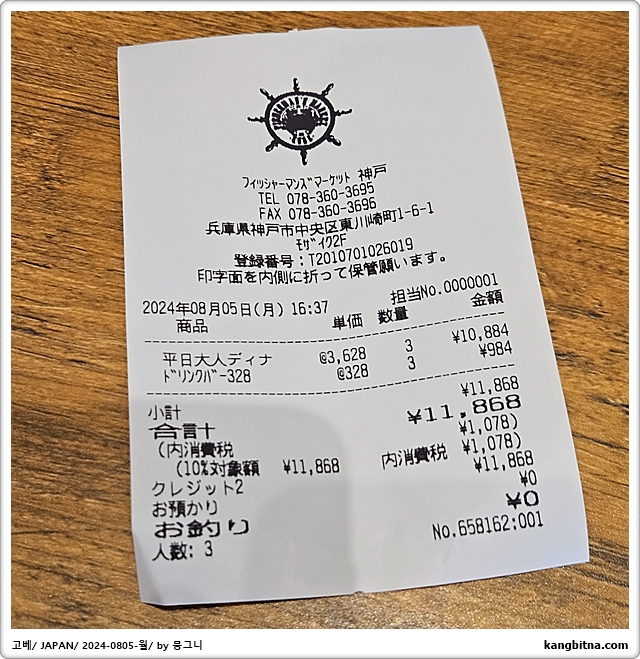 FISHERMAN'S MARKET
フィッシャーマンズマーケット 神戸
TEL 078-360-3695
FAX 078-360-3696
兵庫県神戸市中央区東川崎町1-6-1
モザイク2F
登録番号:T2010701026019
印字面を内側に折って保管願います。
担当No.0000001
2024年08月05日(月) 16:37
商品 単価 数量 金額
平日大人ディナ @3,628 3 ¥10,884
ドリンクバー328 @328 3 ¥984
小計 ¥11,868
合計 ¥11,868
(内消費税 ¥1,078)
(10%対象額 ¥11,868 内消費税 ¥1,078)
クレジット2 ¥11,868
お預かり ¥0
お釣り ¥0
人数: 3 No.658162:001
고베/ JAPAN/ 2024-0805-월/ by 뭉그니
kangbitna.com